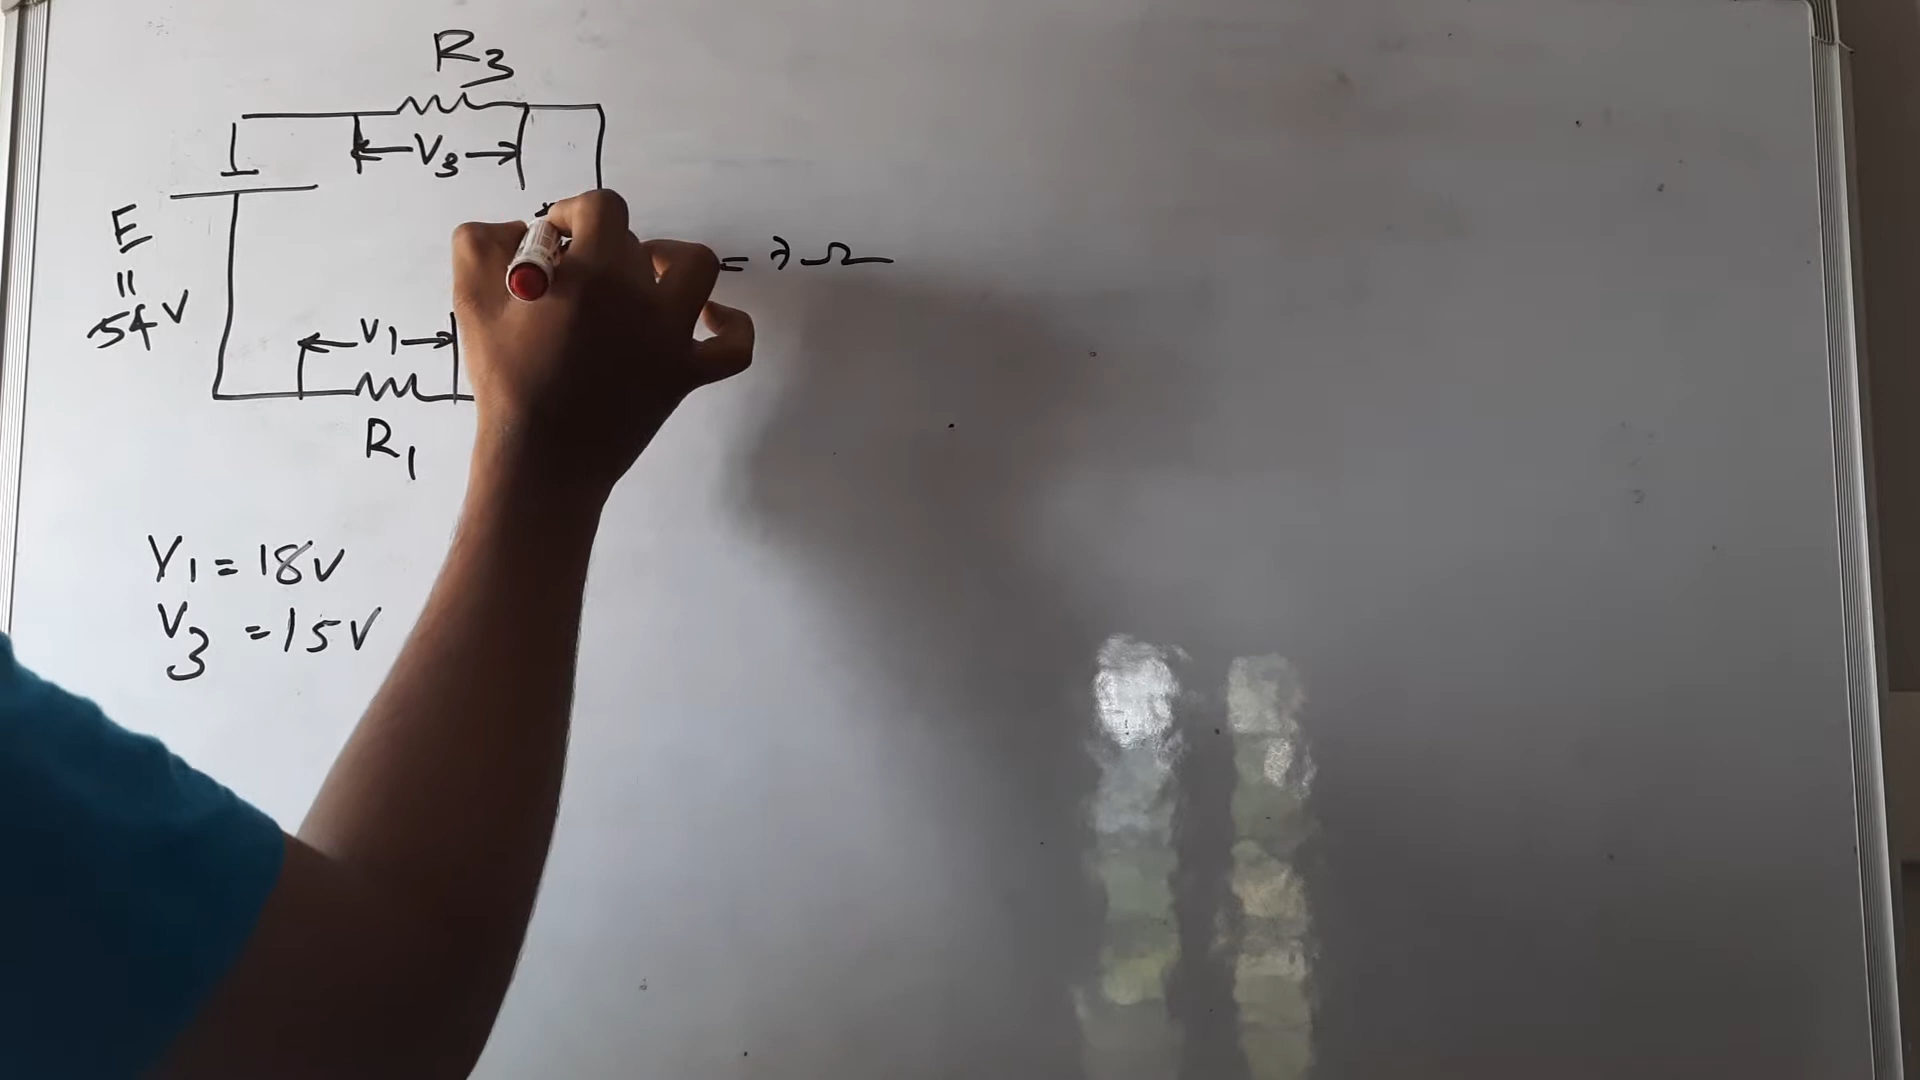 R3
V3
E
=
54V
= 7Ω
V1
R1
V1 = 18V
V3 = 15V